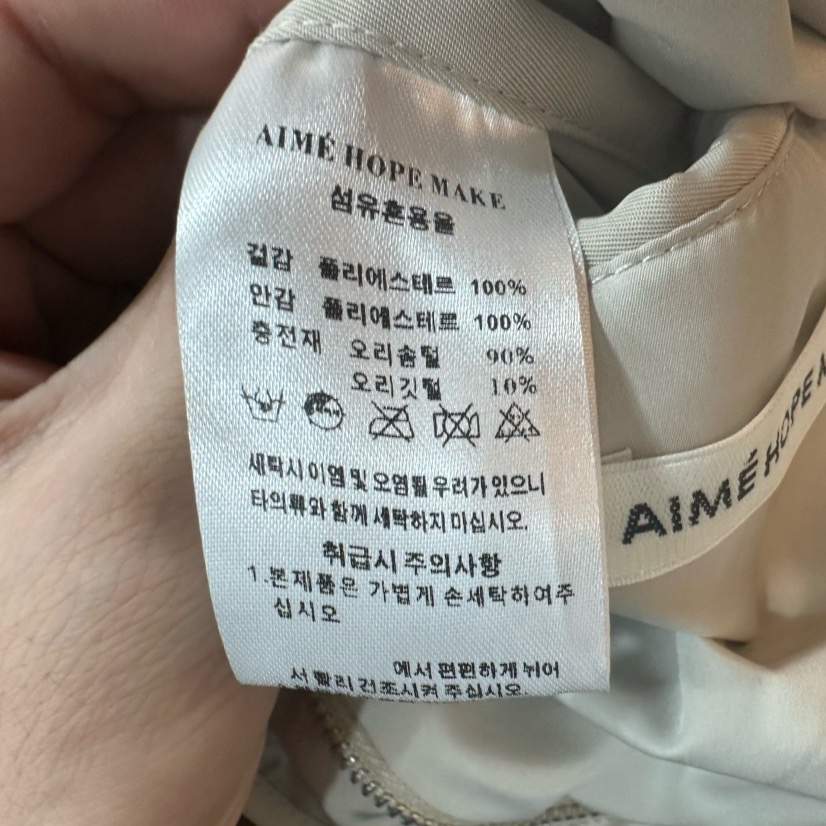 AIMÉ HOPE MAKE
섬유혼용율
겉감 폴리에스테르 100%
안감 폴리에스테르 100%
충전재 오리솜털 90%
오리깃털 10%
세탁시 이염 및 오염될 우려가 있으니
타의류와 함께 세탁하지 마십시오.
취급시 주의사항
1.본제품은 가볍게 손세탁하여주
십시오
에서 편편하게 뉘어
서 빨리 건조시켜 주십시오.
AIMÉ HOPE